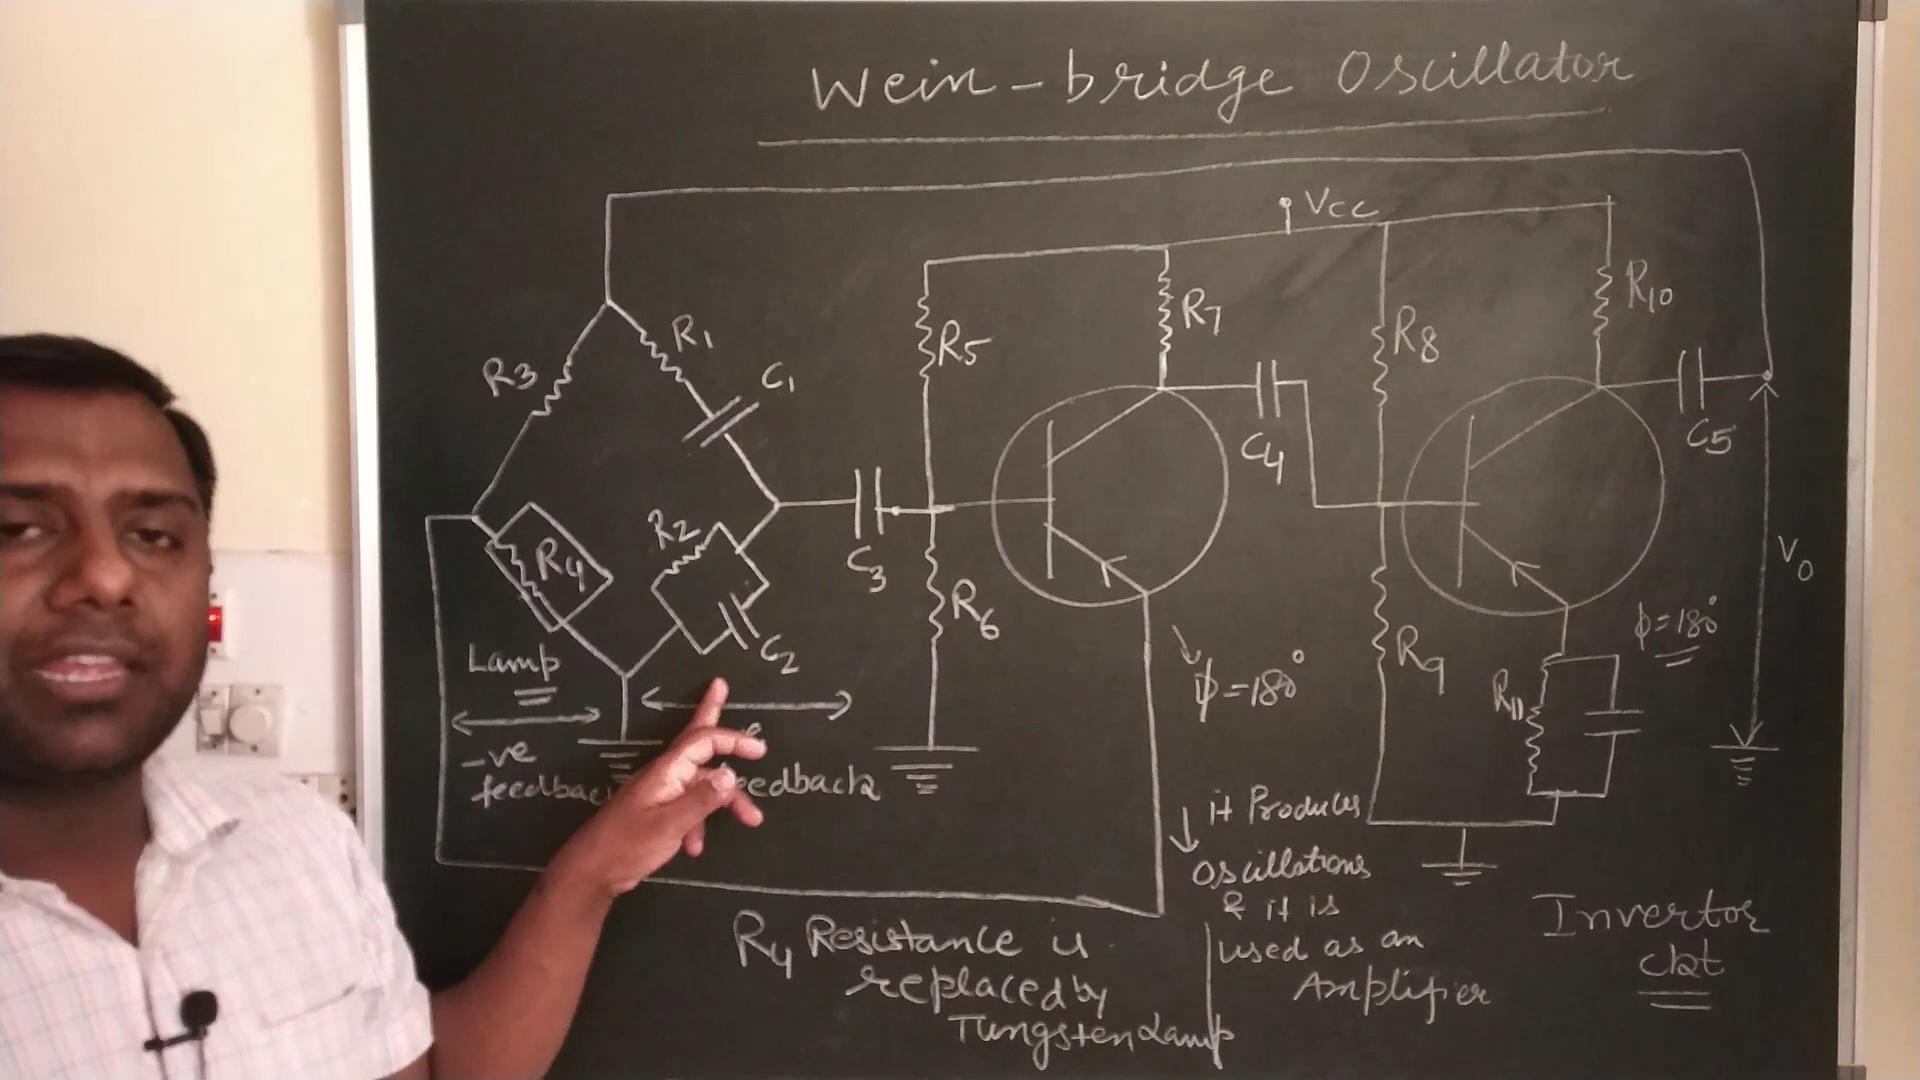 Wein-bridge Oscillator
Vcc
R3
R1
C1
R5
R7
R8
R10
C4
C5
R4
R2
C3
R6
C2
Lamp
-ve
feedback
feedback
φ=180°
φ=180°
R9
R11
Vo
it Produces
Oscillations
& it is
used as an
Amplifier
Invertor
ckt
R4 Resistance is
replaced by
Tungsten Lamp